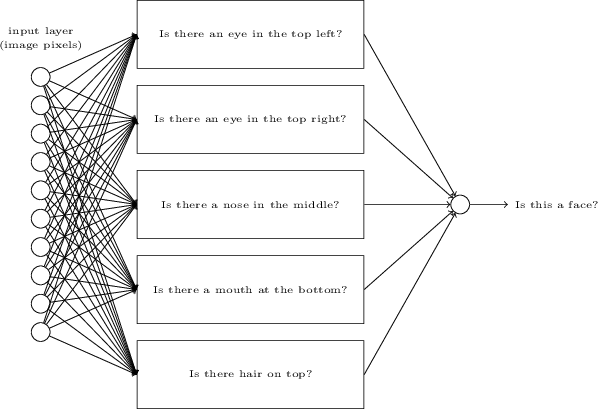 input layer
(image pixels)
Is there an eye in the top left?
Is there an eye in the top right?
Is there a nose in the middle?
Is this a face?
Is there a mouth at the bottom?
Is there hair on top?